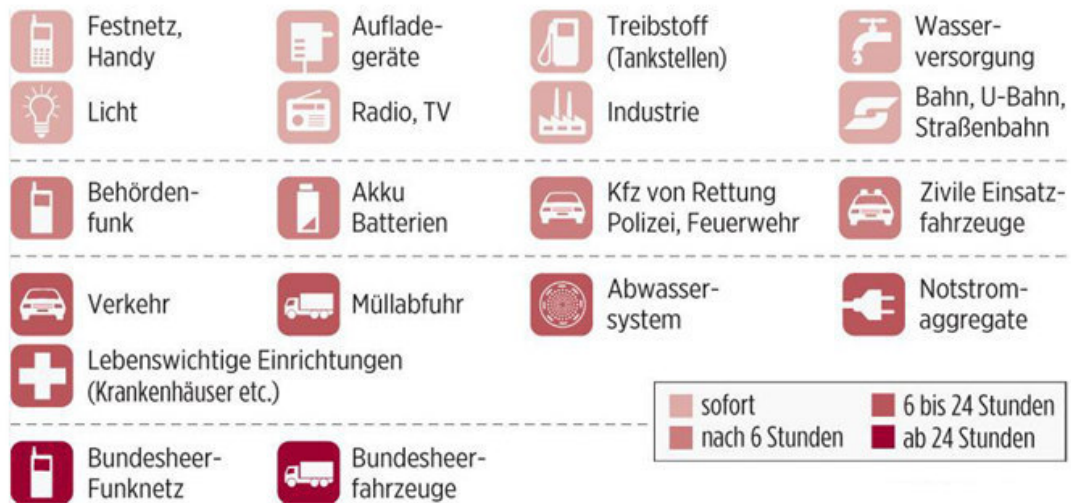 Festnetz,
Handy
Auflade-
geräte
Treibstoff
(Tankstellen)
Wasser-
versorgung
Licht
Radio, TV
Industrie
Bahn, U-Bahn,
Straßenbahn
Behörden-
funk
Akku
Batterien
Kfz von Rettung
Polizei, Feuerwehr
Zivile Einsatz-
fahrzeuge
Verkehr
Müllabfuhr
Abwasser-
system
Notstrom-
aggregate
Lebenswichtige Einrichtungen
(Krankenhäuser etc.)
sofort
nach 6 Stunden
6 bis 24 Stunden
ab 24 Stunden
Bundesheer-
Funknetz
Bundesheer-
fahrzeuge